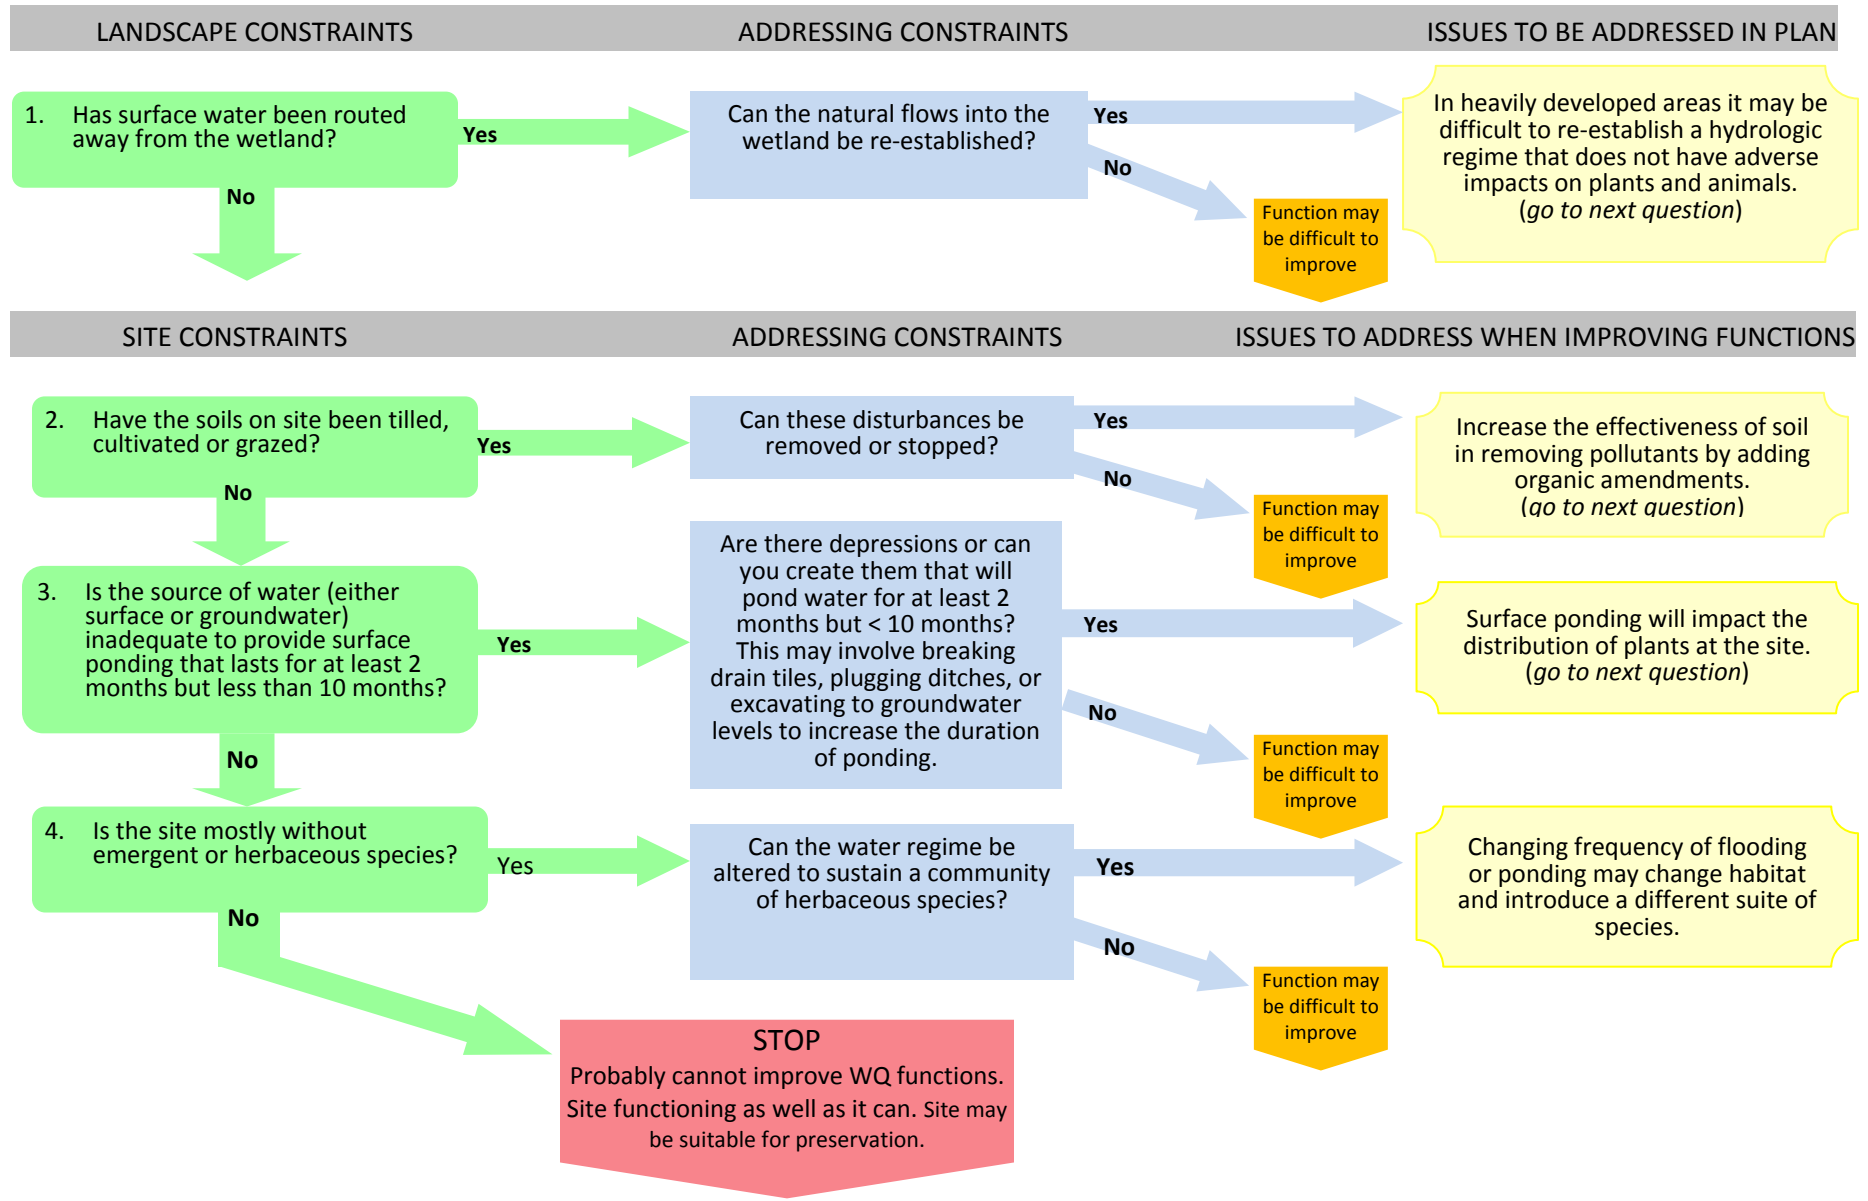 LANDSCAPE CONSTRAINTS
ADDRESSING CONSTRAINTS
ISSUES TO BE ADDRESSED IN PLAN
1. Has surface water been routed
away from the wetland?
Yes
No
Can the natural flows into the
wetland be re-established?
Yes
No
Function may
be difficult to
improve
In heavily developed areas it may be
difficult to re-establish a hydrologic
regime that does not have adverse
impacts on plants and animals.
(go to next question)
SITE CONSTRAINTS
ADDRESSING CONSTRAINTS
ISSUES TO ADDRESS WHEN IMPROVING FUNCTIONS
2. Have the soils on site been tilled,
cultivated or grazed?
Yes
No
Can these disturbances be
removed or stopped?
Yes
No
Function may
be difficult to
improve
Increase the effectiveness of soil
in removing pollutants by adding
organic amendments.
(go to next question)
3. Is the source of water (either
surface or groundwater)
inadequate to provide surface
ponding that lasts for at least 2
months but less than 10 months?
Yes
No
Are there depressions or can
you create them that will
pond water for at least 2
months but < 10 months?
This may involve breaking
drain tiles, plugging ditches, or
excavating to groundwater
levels to increase the duration
of ponding.
Yes
No
Function may
be difficult to
improve
Surface ponding will impact the
distribution of plants at the site.
(go to next question)
4. Is the site mostly without
emergent or herbaceous species?
Yes
No
Can the water regime be
altered to sustain a community
of herbaceous species?
Yes
No
Function may
be difficult to
improve
Changing frequency of flooding
or ponding may change habitat
and introduce a different suite of
species.
STOP
Probably cannot improve WQ functions.
Site functioning as well as it can. Site may
be suitable for preservation.